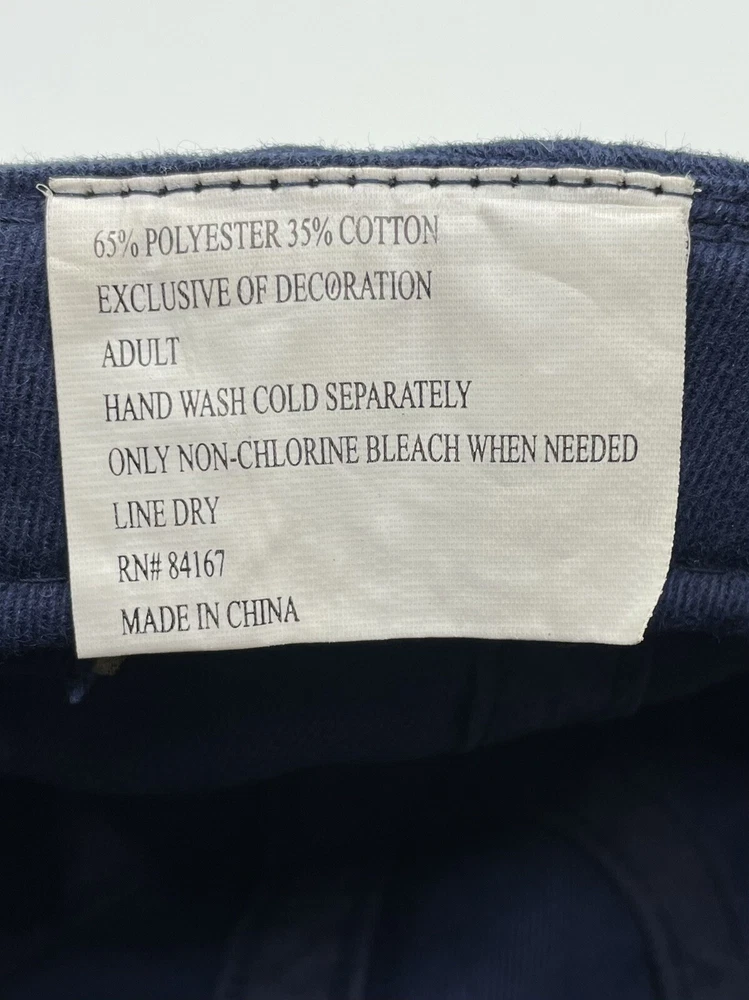 65% POLYESTER 35% COTTON
EXCLUSIVE OF DECORATION
ADULT
HAND WASH COLD SEPARATELY
ONLY NON-CHLORINE BLEACH WHEN NEEDED
LINE DRY
RN# 84167
MADE IN CHINA